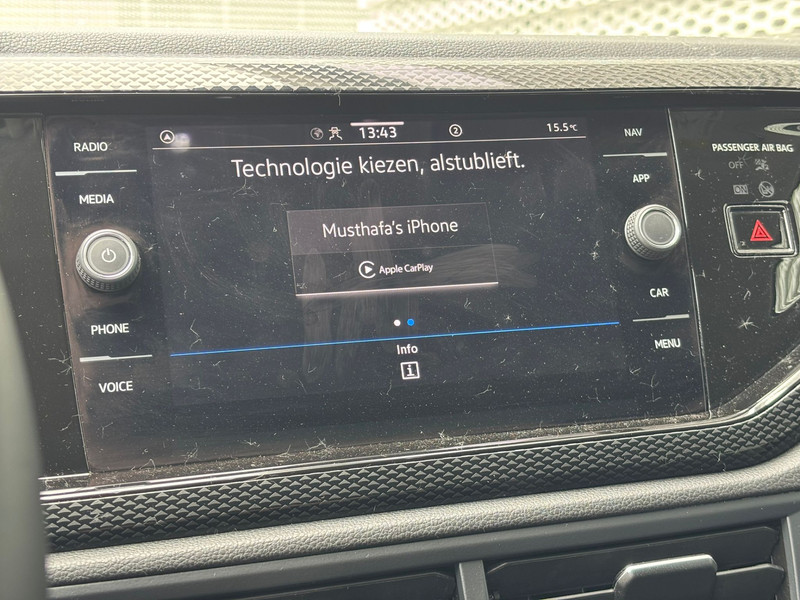 RADIO
MEDIA
PHONE
VOICE
13:43
2
15.5°C
Technologie kiezen, alstublieft.
Musthafa's iPhone
Apple CarPlay
Info
i
NAV
APP
CAR
MENU
PASSENGER AIR BAG
OFF
ON